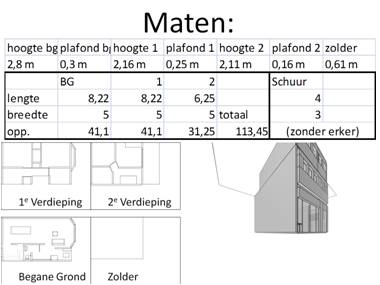 Maten:
hoogte bg plafond bg hoogte 1 plafond 1 hoogte 2 plafond 2 zolder
2,8 m 0,3 m 2,16 m 0,25 m 2,11 m 0,16 m 0,61 m
BG 1 2 Schuur
lengte 8,22 8,22 6,25 4
breedte 5 5 5 totaal 3
opp. 41,1 41,1 31,25 113,45 (zonder erker)
1e Verdieping 2e Verdieping
Begane Grond Zolder